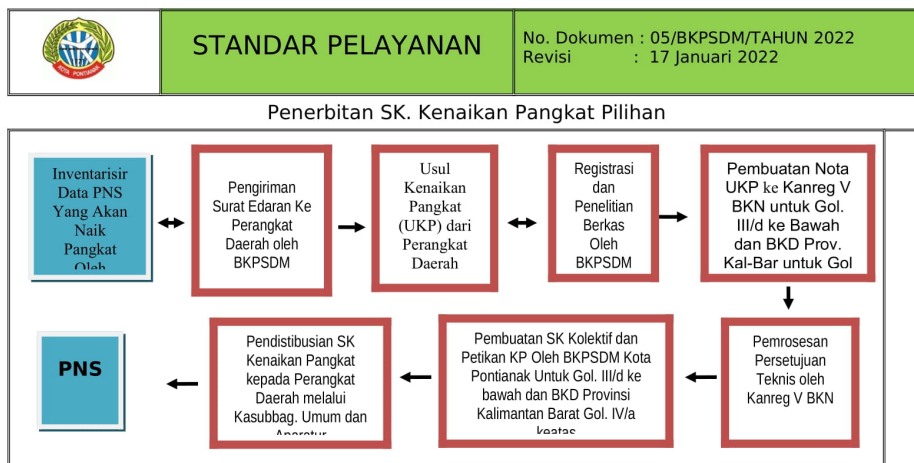 KOTA PONTIANAK
STANDAR PELAYANAN
No. Dokumen : 05/BKPSDM/TAHUN 2022
Revisi : 17 Januari 2022
Penerbitan SK. Kenaikan Pangkat Pilihan
Inventarisir
Data PNS
Yang Akan
Naik
Pangkat
Oleh
Pengiriman
Surat Edaran Ke
Perangkat
Daerah oleh
BKPSDM
Usul
Kenaikan
Pangkat
(UKP) dari
Perangkat
Daerah
Registrasi
dan
Penelitian
Berkas
Oleh
BKPSDM
Pembuatan Nota
UKP ke Kanreg V
BKN untuk Gol.
III/d ke Bawah
dan BKD Prov.
Kal-Bar untuk Gol
Pemrosesan
Persetujuan
Teknis oleh
Kanreg V BKN
Pembuatan SK Kolektif dan
Petikan KP Oleh BKPSDM Kota
Pontianak Untuk Gol. III/d ke
bawah dan BKD Provinsi
Kalimantan Barat Gol. IV/a
keatas
Pendistibusian SK
Kenaikan Pangkat
kepada Perangkat
Daerah melalui
Kasubbag. Umum dan
Aparatur
PNS